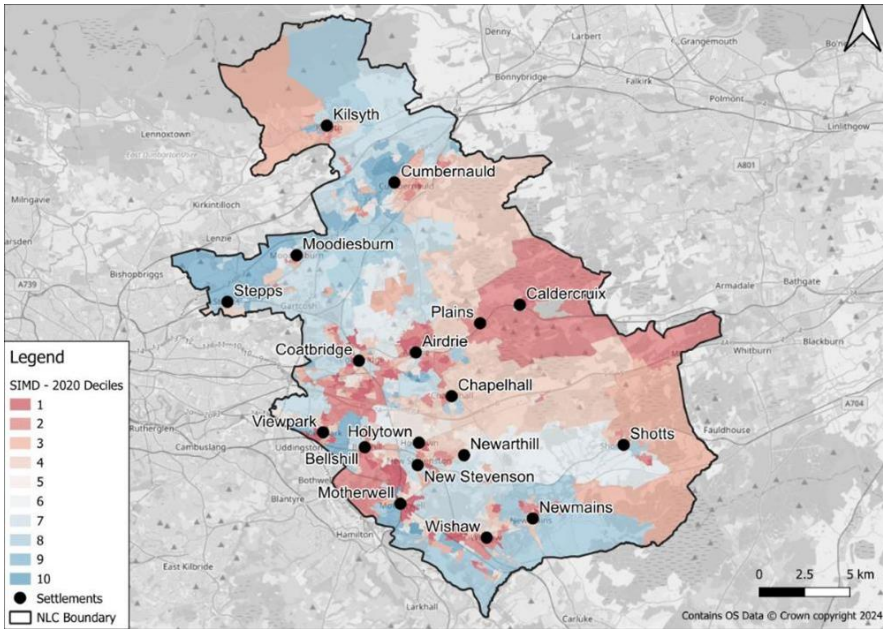 Denny
Larbert
Grangemouth
Bonnybridge
Falkirk
Polmont
Linlithgow
Kilsyth
Lennoxtown
East Dunbartonshire
A801
Milngavie
Cumbernauld
Kirkintilloch
Lenzie
Moodiesburn
Bishopbriggs
A739
Armadale
Bathgate
Stepps
Gartcosh
Caldercruix
Plains
Airdrie
Whitburn
Blackburn
Coatbridge
Legend
SIMD - 2020 Deciles
1
2
3
4
5
6
7
8
9
10
Settlements
NLC Boundary
Chapelhall
A704
Fauldhouse
Viewpark
Rutherglen
Cambuslang
Uddingston
Holytown
Newarthill
Shotts
Bellshill
New Stevenson
Bothwell
Blantyre
Motherwell
Newmains
Hamilton
Wishaw
East Kilbride
Larkhall
Carluke
0 2.5 5 km
Contains OS Data © Crown copyright 2024